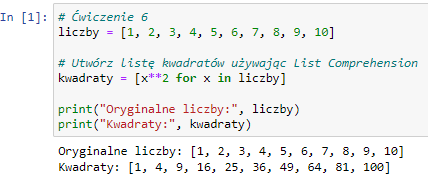 In [1]: # Ćwiczenie 6
liczby = [1, 2, 3, 4, 5, 6, 7, 8, 9, 10]
# Utwórz listę kwadratów używając List Comprehension
kwadraty = [x**2 for x in liczby]
print("Oryginalne liczby:", liczby)
print("Kwadraty:", kwadraty)
Oryginalne liczby: [1, 2, 3, 4, 5, 6, 7, 8, 9, 10]
Kwadraty: [1, 4, 9, 16, 25, 36, 49, 64, 81, 100]